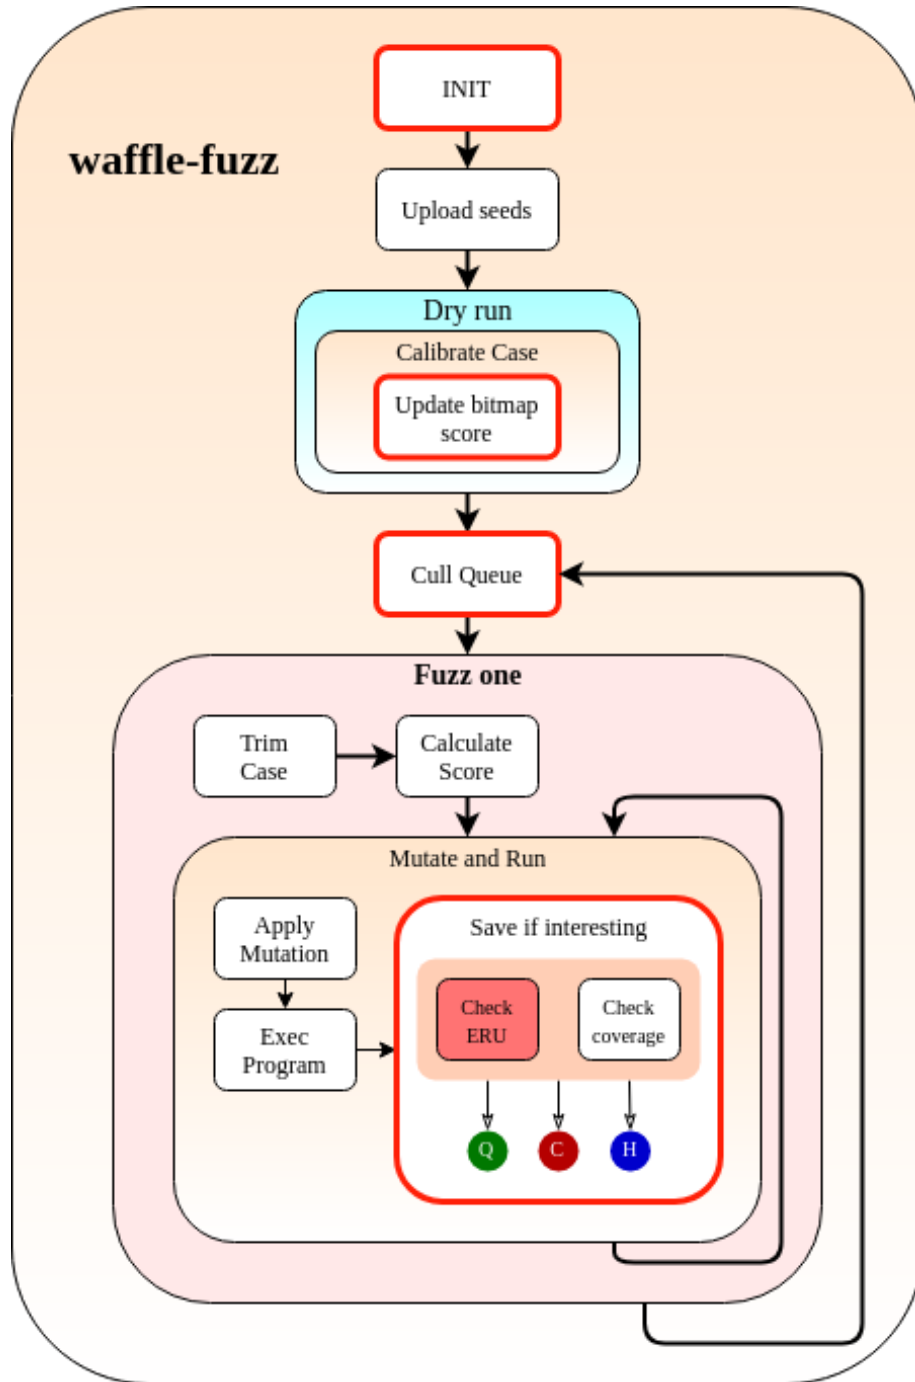 INIT
waffle-fuzz
Upload seeds
Dry run
Calibrate Case
Update bitmap
score
Cull Queue
Fuzz one
Trim
Case
Calculate
Score
Mutate and Run
Apply
Mutation
Exec
Program
Save if interesting
Check
ERU
Check
coverage
Q
C
H